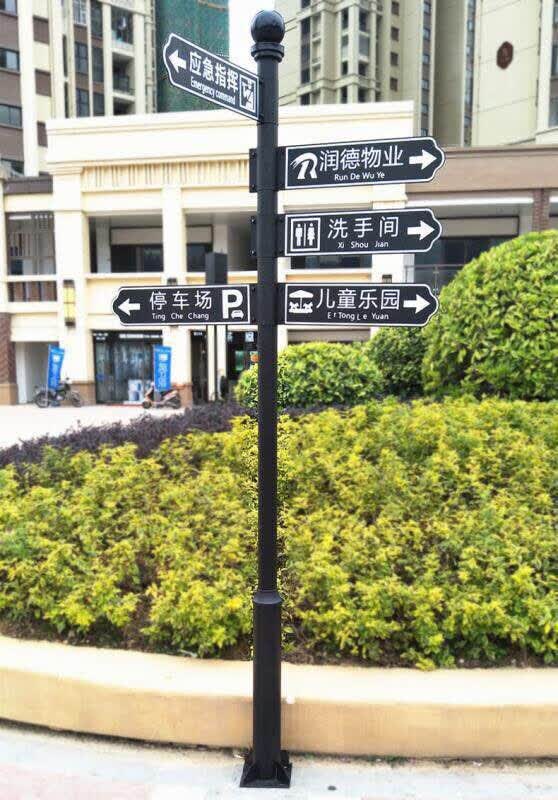 应急指挥
Emergency command
润德物业
Run De Wu Ye
洗手间
Xi Shou Jian
停车场 P
Ting Che Chang
儿童乐园
Er Tong Le Yuan